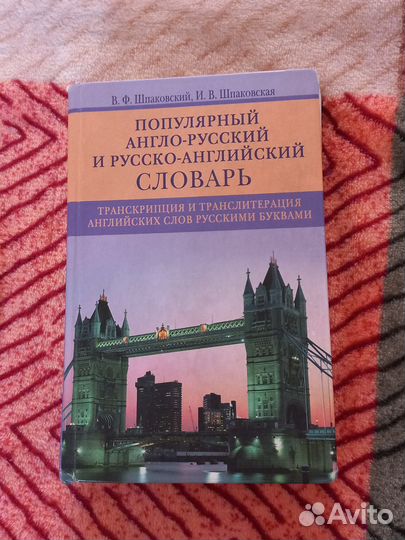 В. Ф. Шпаковский, И. В. Шпаковская
ПОПУЛЯРНЫЙ
АНГЛО-РУССКИЙ
И РУССКО-АНГЛИЙСКИЙ
СЛОВАРЬ
ТРАНСКРИПЦИЯ И ТРАНСЛИТЕРАЦИЯ
АНГЛИЙСКИХ СЛОВ РУССКИМИ БУКВАМИ
Avito